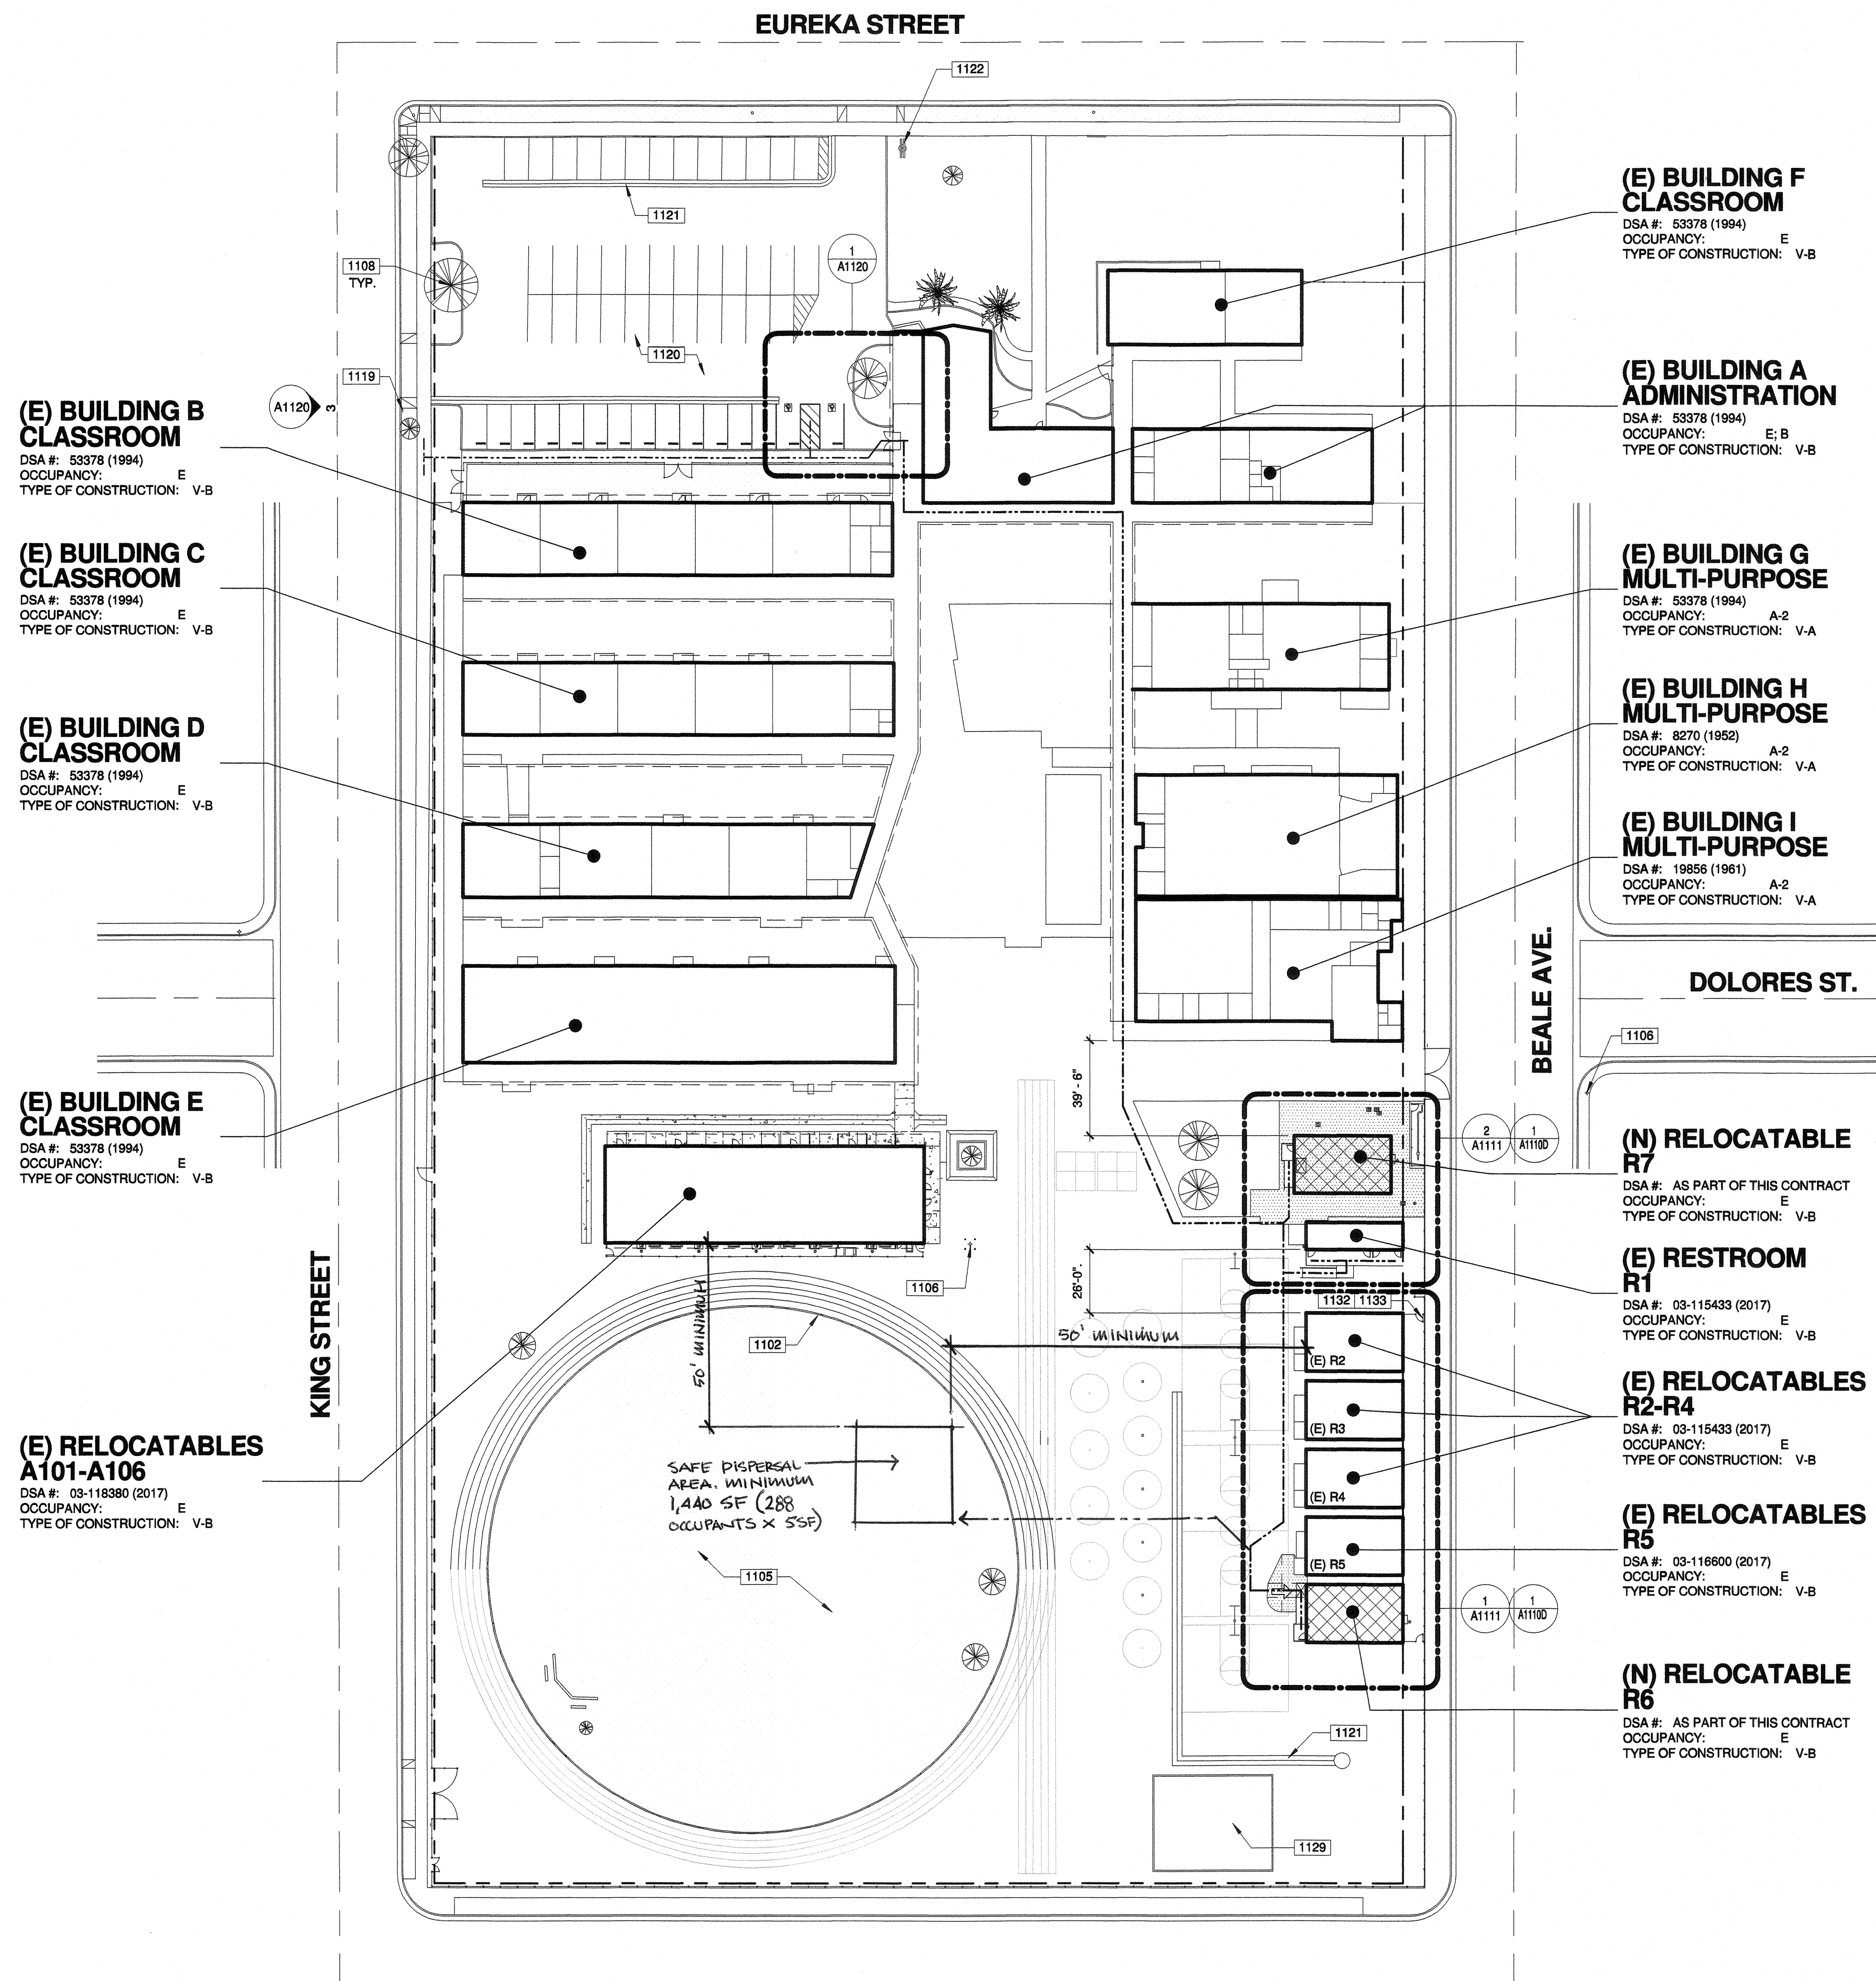 EUREKA STREET
1122
1121
1
A1120
1108
TYP.
1120
1119
A1120
3
(E) BUILDING B
CLASSROOM
DSA #: 53378 (1994)
OCCUPANCY: E
TYPE OF CONSTRUCTION: V-B
(E) BUILDING C
CLASSROOM
DSA #: 53378 (1994)
OCCUPANCY: E
TYPE OF CONSTRUCTION: V-B
(E) BUILDING D
CLASSROOM
DSA #: 53378 (1994)
OCCUPANCY: E
TYPE OF CONSTRUCTION: V-B
(E) BUILDING E
CLASSROOM
DSA #: 53378 (1994)
OCCUPANCY: E
TYPE OF CONSTRUCTION: V-B
KING STREET
(E) RELOCATABLES
A101-A106
DSA #: 03-118380 (2017)
OCCUPANCY: E
TYPE OF CONSTRUCTION: V-B
(E) BUILDING F
CLASSROOM
DSA #: 53378 (1994)
OCCUPANCY: E
TYPE OF CONSTRUCTION: V-B
(E) BUILDING A
ADMINISTRATION
DSA #: 53378 (1994)
OCCUPANCY: E; B
TYPE OF CONSTRUCTION: V-B
(E) BUILDING G
MULTI-PURPOSE
DSA #: 53378 (1994)
OCCUPANCY: A-2
TYPE OF CONSTRUCTION: V-A
(E) BUILDING H
MULTI-PURPOSE
DSA #: 8270 (1952)
OCCUPANCY: A-2
TYPE OF CONSTRUCTION: V-A
(E) BUILDING I
MULTI-PURPOSE
DSA #: 19856 (1961)
OCCUPANCY: A-2
TYPE OF CONSTRUCTION: V-A
BEALE AVE.
DOLORES ST.
1106
39' - 6"
2
A1111
1
A1110D
(N) RELOCATABLE
R7
DSA #: AS PART OF THIS CONTRACT
OCCUPANCY: E
TYPE OF CONSTRUCTION: V-B
(E) RESTROOM
R1
DSA #: 03-115433 (2017)
OCCUPANCY: E
TYPE OF CONSTRUCTION: V-B
1106
26'-0".
1132 1133
1102
50' MINIMUM
50' MINIMUM
(E) R2
(E) R3
(E) R4
(E) R5
(E) RELOCATABLES
R2-R4
DSA #: 03-115433 (2017)
OCCUPANCY: E
TYPE OF CONSTRUCTION: V-B
SAFE DISPERSAL
AREA. MINIMUM
1,440 SF (288
OCCUPANTS X 5SF)
1105
(E) RELOCATABLES
R5
DSA #: 03-116600 (2017)
OCCUPANCY: E
TYPE OF CONSTRUCTION: V-B
1
A1111
1
A1110D
(N) RELOCATABLE
R6
DSA #: AS PART OF THIS CONTRACT
OCCUPANCY: E
TYPE OF CONSTRUCTION: V-B
1121
1129